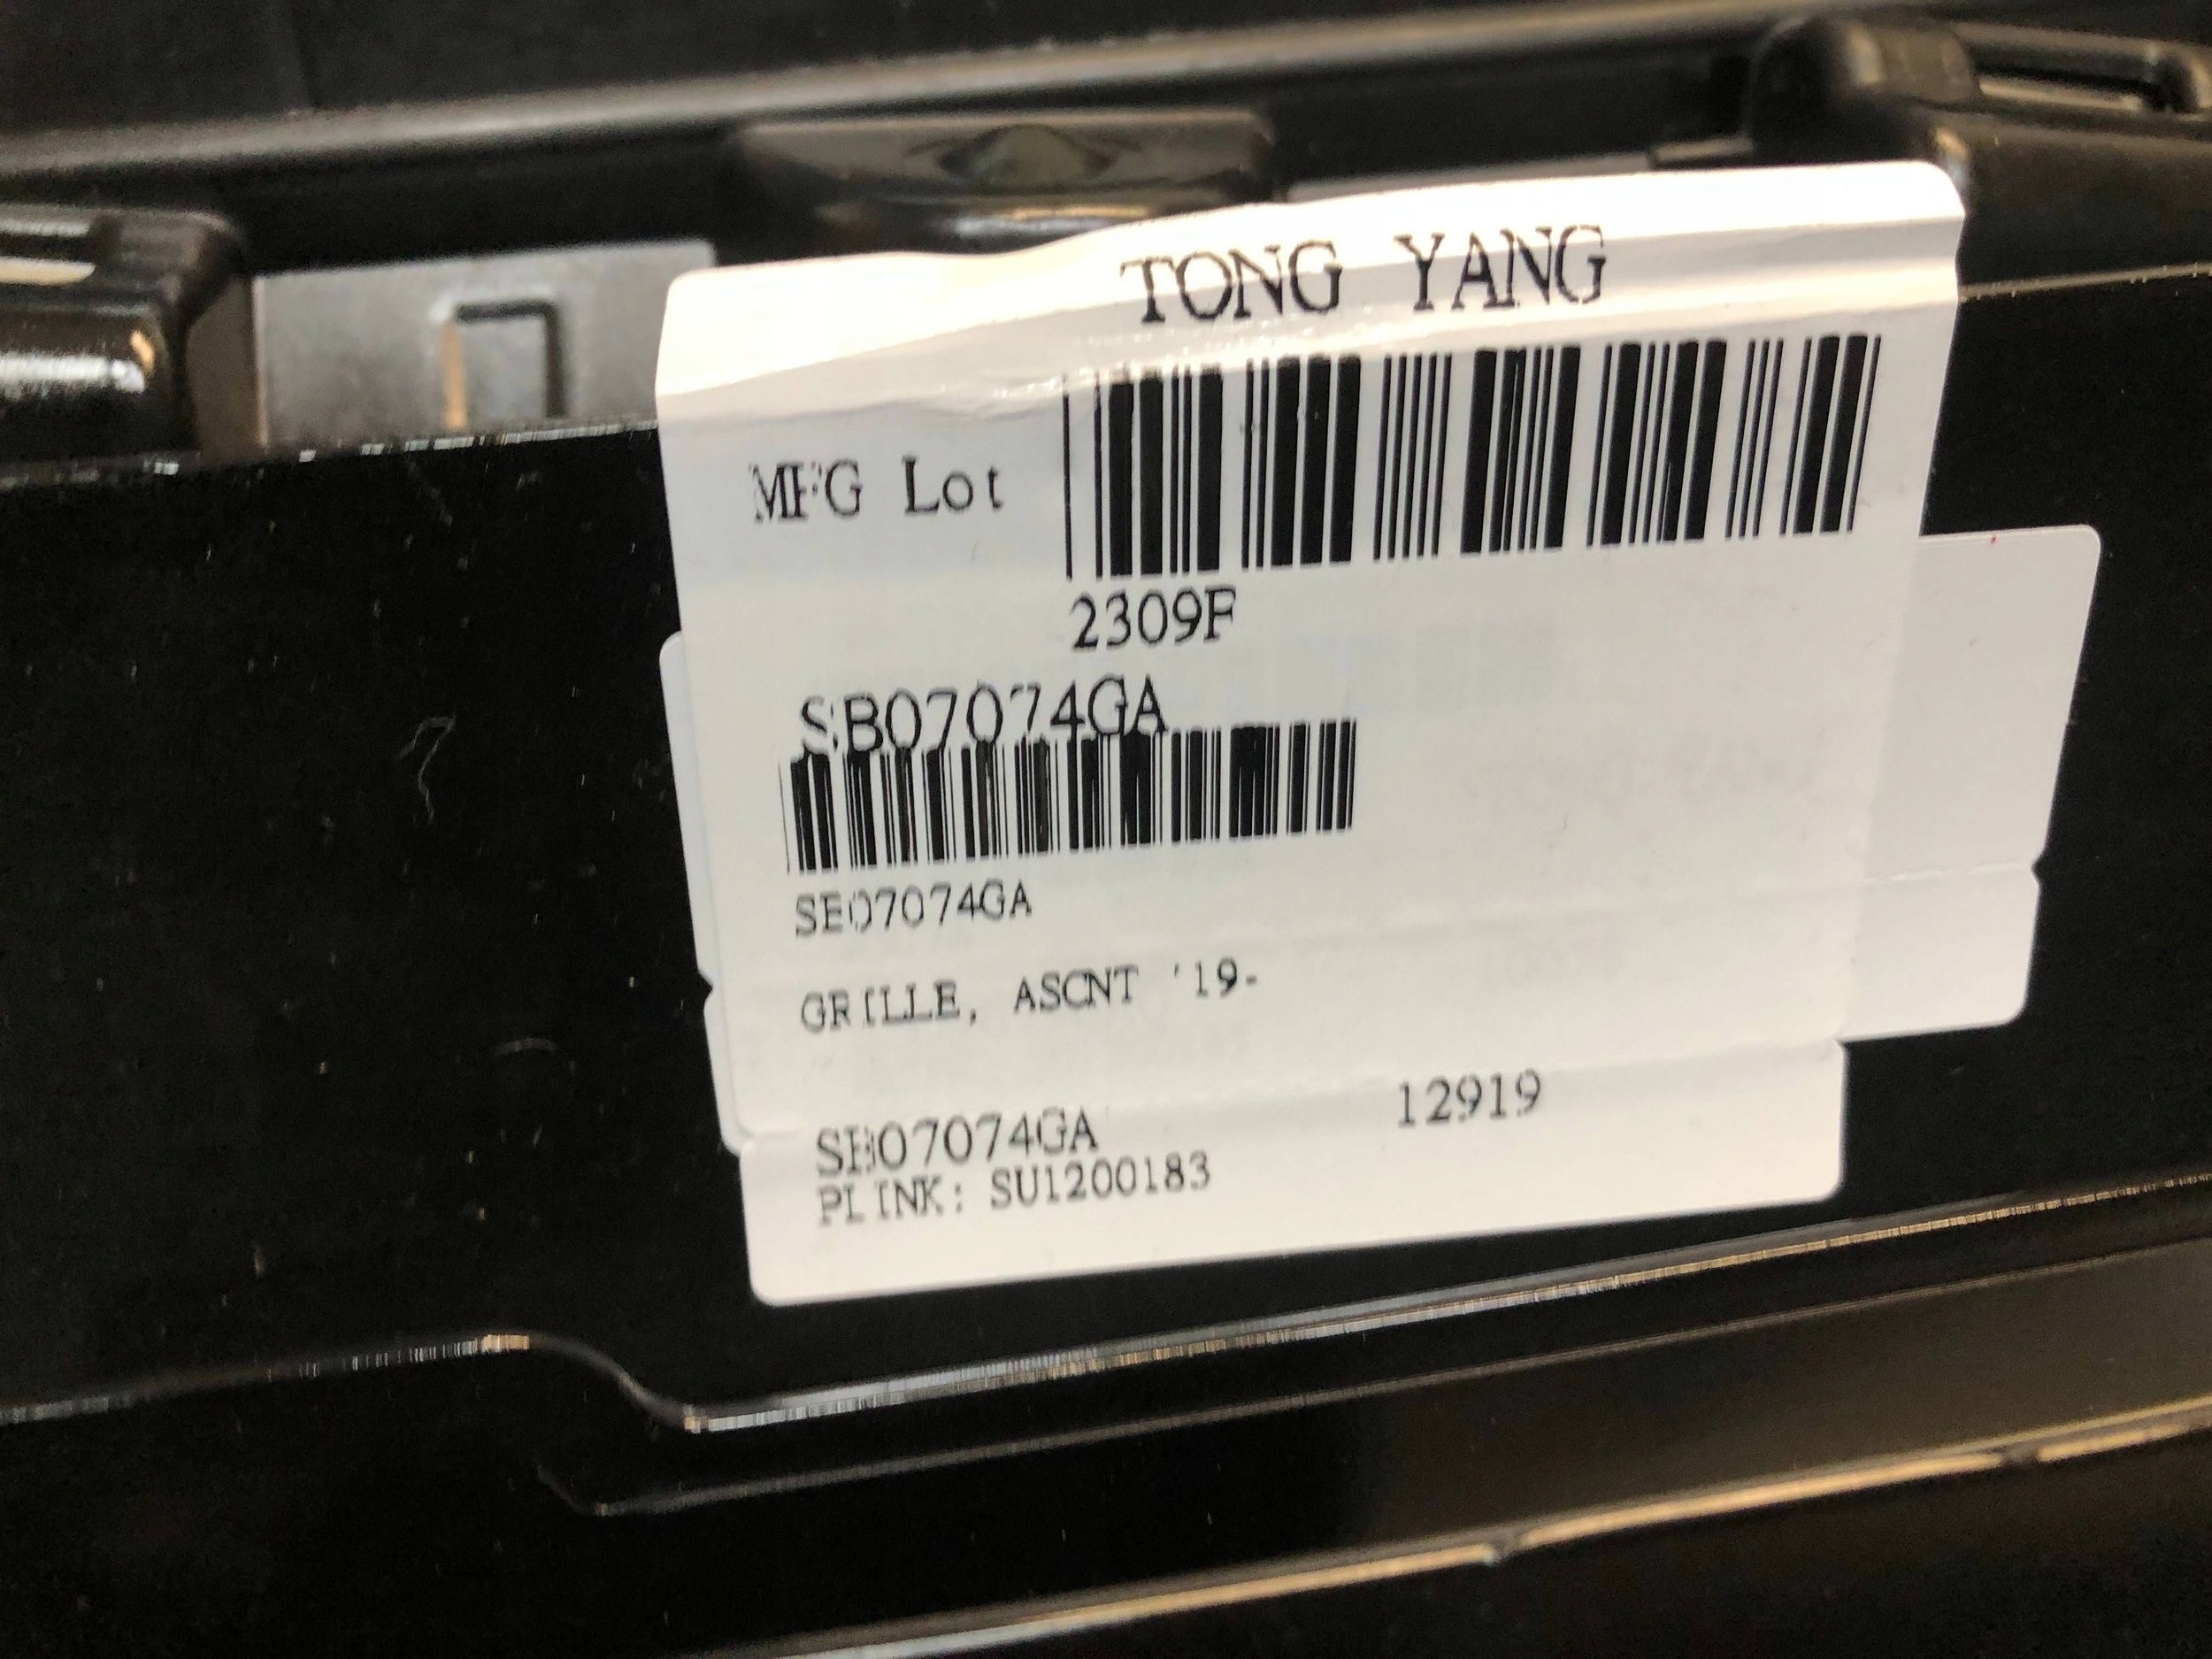 TONG YANG
MFG Lot
2309F
SB07074GA
SB07074GA
GRILLE, ASCNT '19-
SB07074GA 12919
PLINK: SU1200183